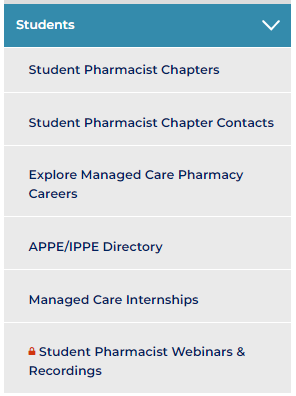 Students
Student Pharmacist Chapters
Student Pharmacist Chapter Contacts
Explore Managed Care Pharmacy
Careers
APPE/IPPE Directory
Managed Care Internships
Student Pharmacist Webinars &
Recordings